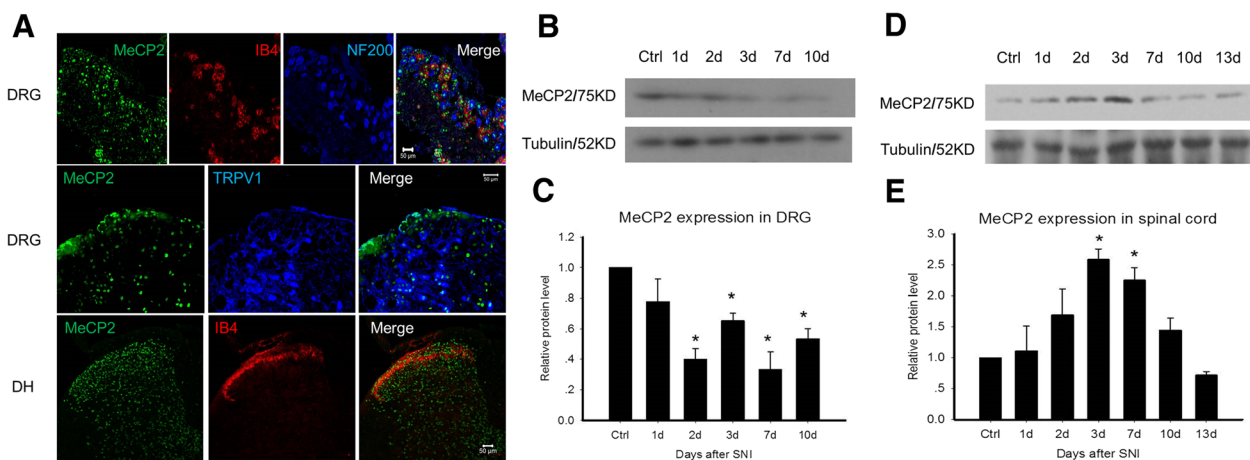 A
MeCP2 IB4 NF200 Merge
DRG
50 µm
MeCP2 TRPV1 Merge
50 µm
DRG
MeCP2 IB4 Merge
DH
50 µm
B
Ctrl 1d 2d 3d 7d 10d
MeCP2/75KD
Tubulin/52KD
C
MeCP2 expression in DRG
Relative protein level
1.2
1.0
.8
.6
.4
.2
.0
* * * *
Ctrl 1d 2d 3d 7d 10d
Days after SNI
D
Ctrl 1d 2d 3d 7d 10d 13d
MeCP2/75KD
Tubulin/52KD
E
MeCP2 expression in spinal cord
Relative protein level
3.0
2.5
2.0
1.5
1.0
.5
.0
* *
Ctrl 1d 2d 3d 7d 10d 13d
Days after SNI